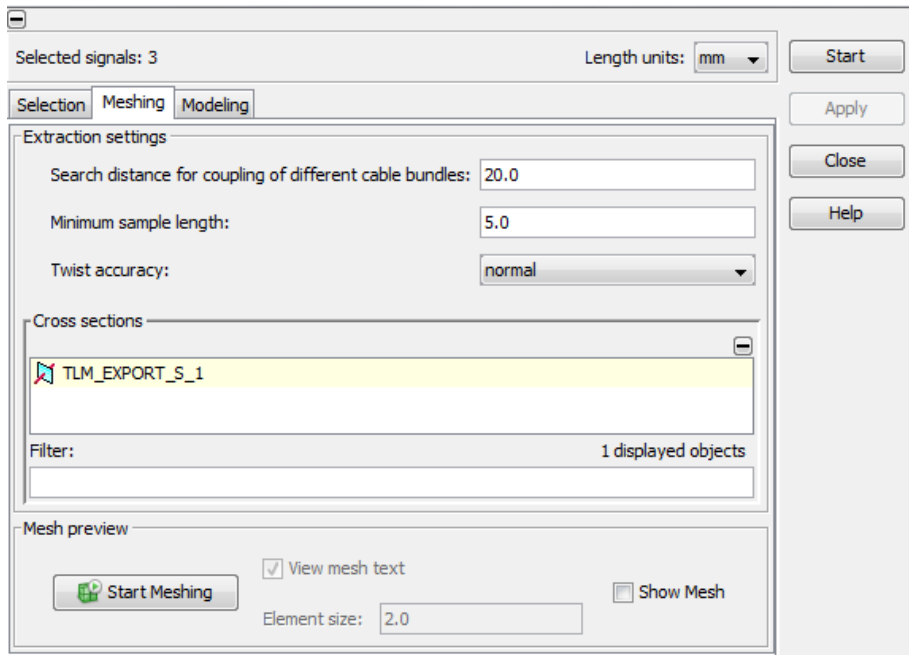 Selected signals: 3
Length units: mm
Start
Selection Meshing Modeling
Apply
Extraction settings
Search distance for coupling of different cable bundles: 20.0
Close
Minimum sample length: 5.0
Help
Twist accuracy: normal
Cross sections
TLM_EXPORT_S_1
Filter:
1 displayed objects
Mesh preview
Start Meshing
View mesh text
Show Mesh
Element size: 2.0